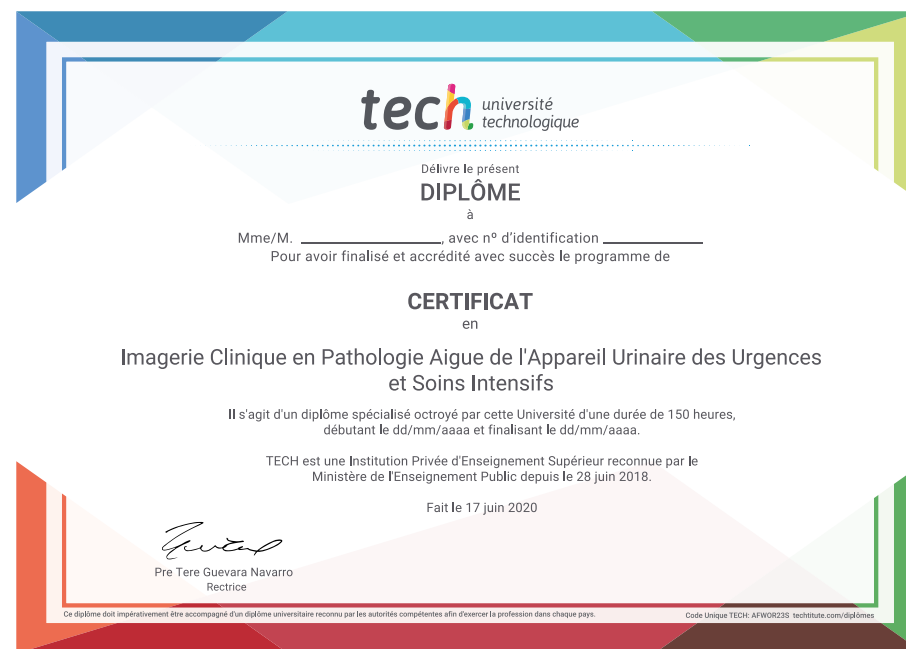 tech université
technologique
Délivre le présent
DIPLÔME
à
Mme/M. ____________________, avec nº d'identification ______________
Pour avoir finalisé et accrédité avec succès le programme de
CERTIFICAT
en
Imagerie Clinique en Pathologie Aigue de l'Appareil Urinaire des Urgences
et Soins Intensifs
Il s'agit d'un diplôme spécialisé octroyé par cette Université d'une durée de 150 heures,
débutant le dd/mm/aaaa et finalisant le dd/mm/aaaa.
TECH est une Institution Privée d'Enseignement Supérieur reconnue par le
Ministère de l'Enseignement Public depuis le 28 juin 2018.
Fait le 17 juin 2020
Pre Tere Guevara Navarro
Rectrice
Ce diplôme doit impérativement être accompagné d'un diplôme universitaire reconnu par les autorités compétentes afin d'exercer la profession dans chaque pays.
Code Unique TECH: AFWOR23S techtitute.com/diplômes